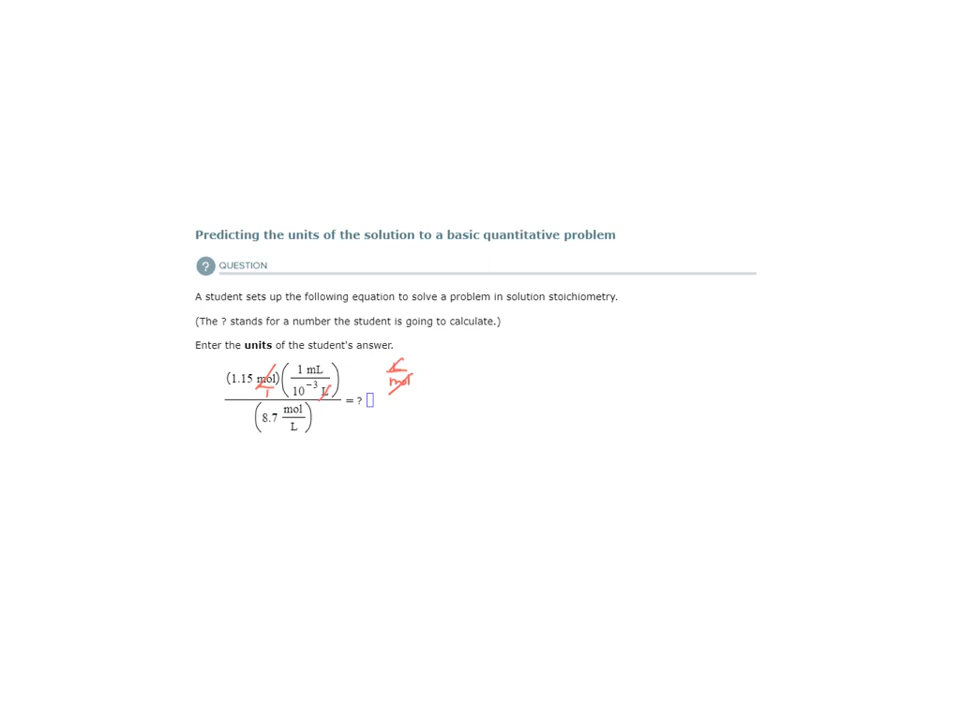 Predicting the units of the solution to a basic quantitative problem
? QUESTION
A student sets up the following equation to solve a problem in solution stoichiometry.
(The ? stands for a number the student is going to calculate.)
Enter the units of the student's answer.
(1.15 mol)(1 mL / 10⁻³ L) / (8.7 mol/L) = ?
L
mol
1